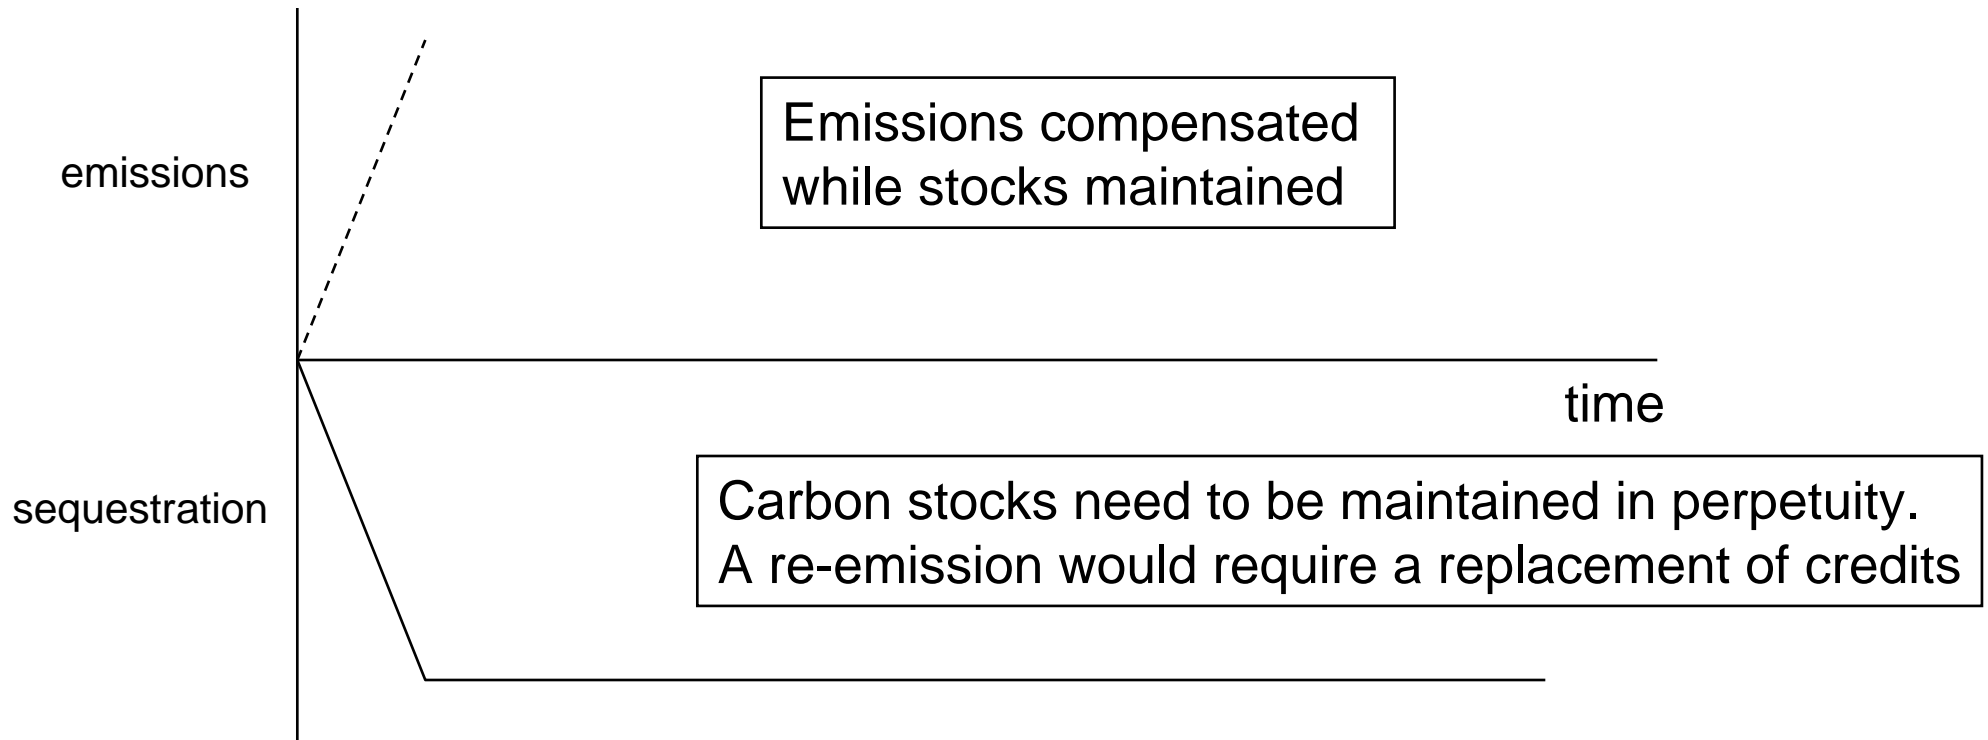 emissions
Emissions compensated
while stocks maintained
time
sequestration
Carbon stocks need to be maintained in perpetuity.
A re-emission would require a replacement of credits